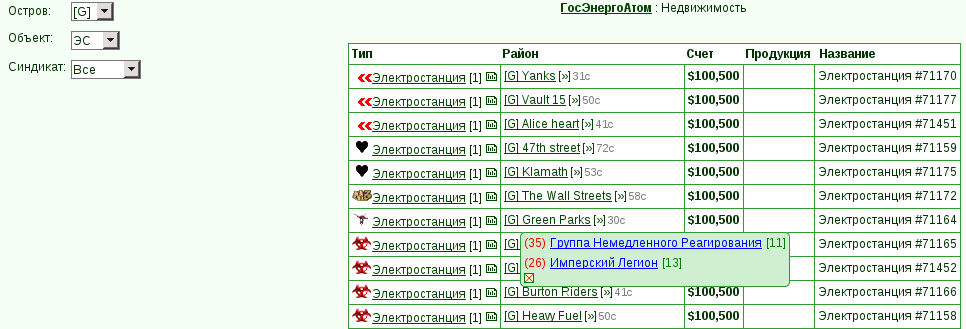 Остров: [G]
Объект: ЭС
Синдикат: Все
ГосЭнергоАтом : Недвижимость
Тип Район Счет Продукция Название
Электростанция [1] [G] Yanks [»] 31с $100,500 Электростанция #71170
Электростанция [1] [G] Vault 15 [»] 50с $100,500 Электростанция #71177
Электростанция [1] [G] Alice heart [»] 41с $100,500 Электростанция #71451
Электростанция [1] [G] 47th street [»] 72с $100,500 Электростанция #71159
Электростанция [1] [G] Klamath [»] 53с $100,500 Электростанция #71175
Электростанция [1] [G] The Wall Streets [»] 58с $100,500 Электростанция #71172
Электростанция [1] [G] Green Parks [»] 30с $100,500 Электростанция #71164
Электростанция [1] [G] Электростанция #71165
(35) Группа Немедленного Реагирования [11]
Электростанция [1] [G] Электростанция #71452
(26) Имперский Легион [13]
Электростанция [1] [G] Burton Riders [»] 41с $100,500 Электростанция #71166
Электростанция [1] [G] Heavy Fuel [»] 50с $100,500 Электростанция #71158